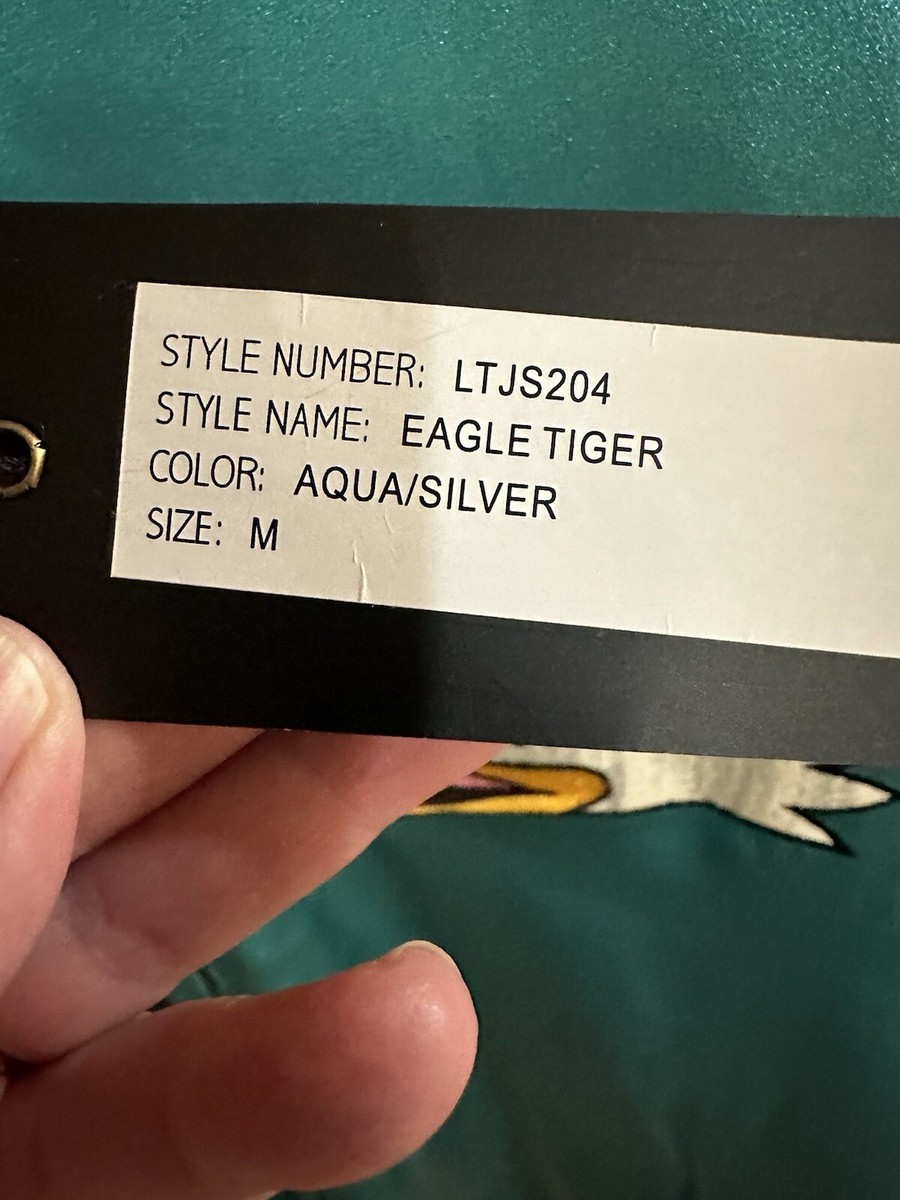 STYLE NUMBER: LTJS204
STYLE NAME: EAGLE TIGER
COLOR: AQUA/SILVER
SIZE: M